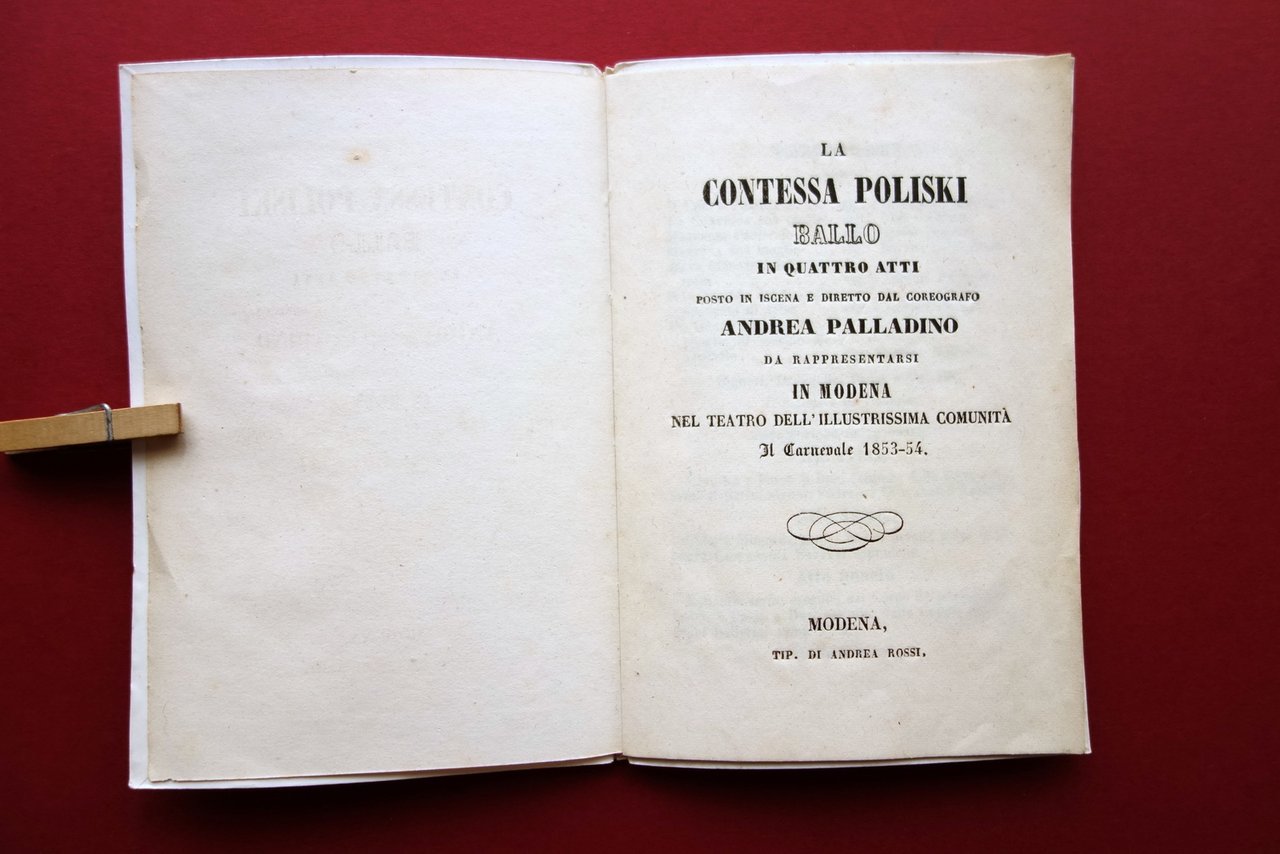 LA
CONTESSA POLISKI
BALLO
IN QUATTRO ATTI
POSTO IN ISCENA E DIRETTO DAL COREOGRAFO
ANDREA PALLADINO
DA RAPPRESENTARSI
IN MODENA
NEL TEATRO DELL'ILLUSTRISSIMA COMUNITÀ
Il Carnevale 1853-54.
MODENA,
TIP. DI ANDREA ROSSI.